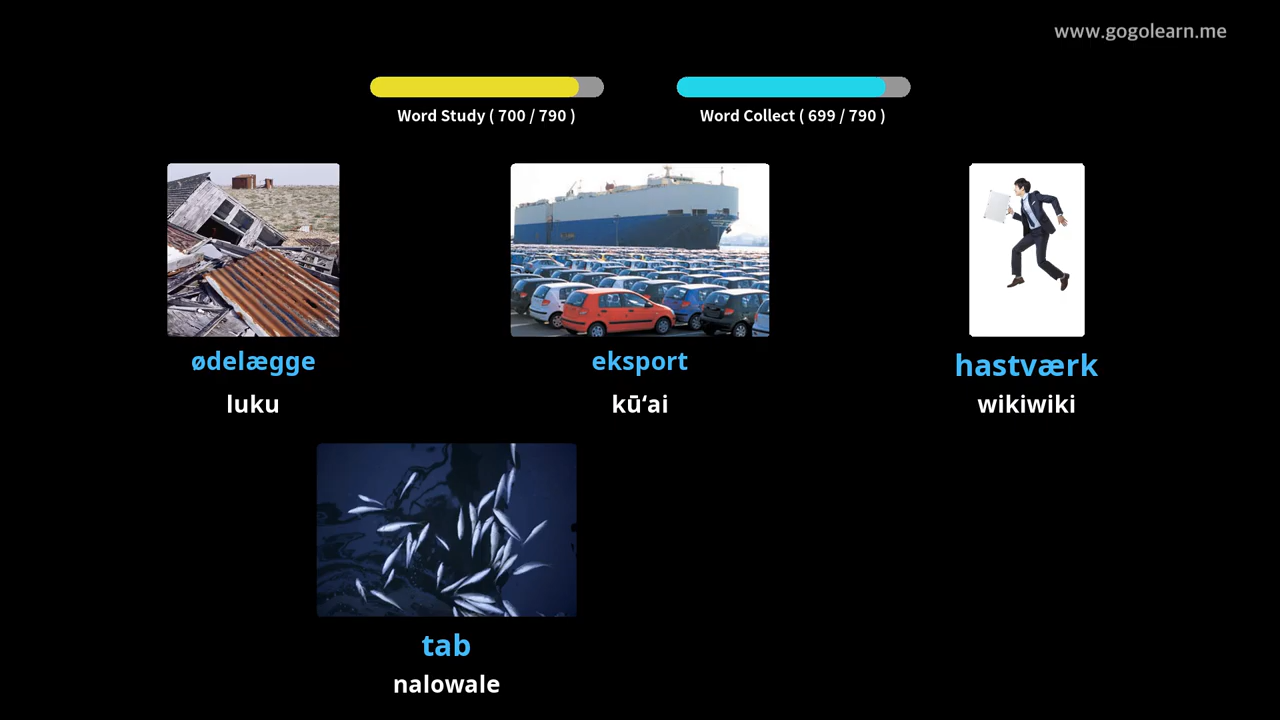 www.gogolearn.me
Word Study ( 700 / 790 )
Word Collect ( 699 / 790 )
ødelægge
luku
eksport
kūʻai
hastværk
wikiwiki
tab
nalowale